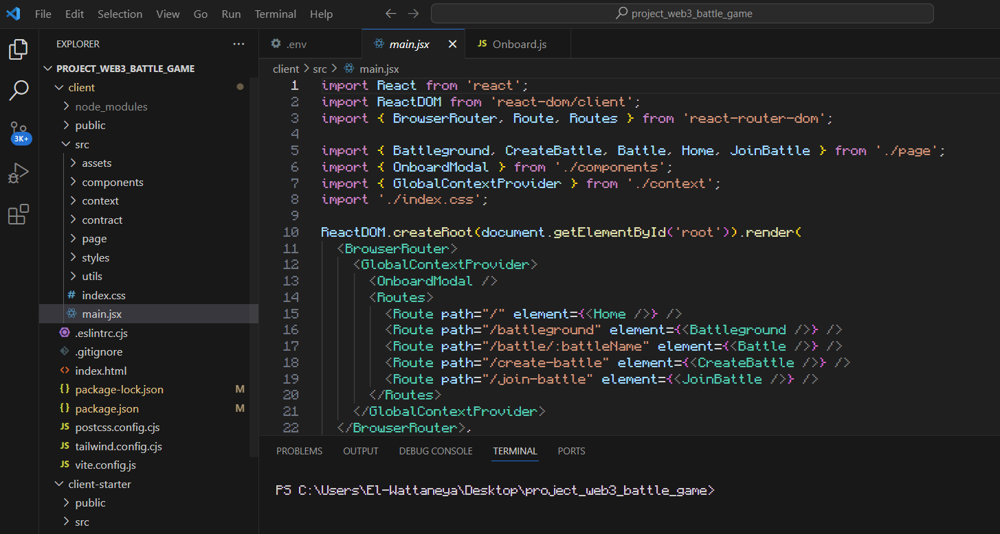 File Edit Selection View Go Run Terminal Help
project_web3_battle_game
EXPLORER
PROJECT_WEB3_BATTLE_GAME
client
node_modules
public
src
assets
components
context
contract
page
styles
utils
# index.css
main.jsx
.eslintrc.cjs
.gitignore
<> index.html
{} package-lock.json M
{} package.json M
JS postcss.config.cjs
JS tailwind.config.cjs
JS vite.config.js
client-starter
public
src
3K+
.env
main.jsx
JS Onboard.js
client > src > main.jsx
1 import React from 'react';
2 import ReactDOM from 'react-dom/client';
3 import { BrowserRouter, Route, Routes } from 'react-router-dom';
4
5 import { Battleground, CreateBattle, Battle, Home, JoinBattle } from './page';
6 import { OnboardModal } from './components';
7 import { GlobalContextProvider } from './context';
8 import './index.css';
9
10 ReactDOM.createRoot(document.getElementById('root')).render(
11 <BrowserRouter>
12 <GlobalContextProvider>
13 <OnboardModal />
14 <Routes>
15 <Route path="/" element={<Home />} />
16 <Route path="/battleground" element={<Battleground />} />
17 <Route path="/battle/:battleName" element={<Battle />} />
18 <Route path="/create-battle" element={<CreateBattle />} />
19 <Route path="/join-battle" element={<JoinBattle />} />
20 </Routes>
21 </GlobalContextProvider>
22 </BrowserRouter>,
PROBLEMS OUTPUT DEBUG CONSOLE TERMINAL PORTS
PS C:\Users\El-Wattaneya\Desktop\project_web3_battle_game>